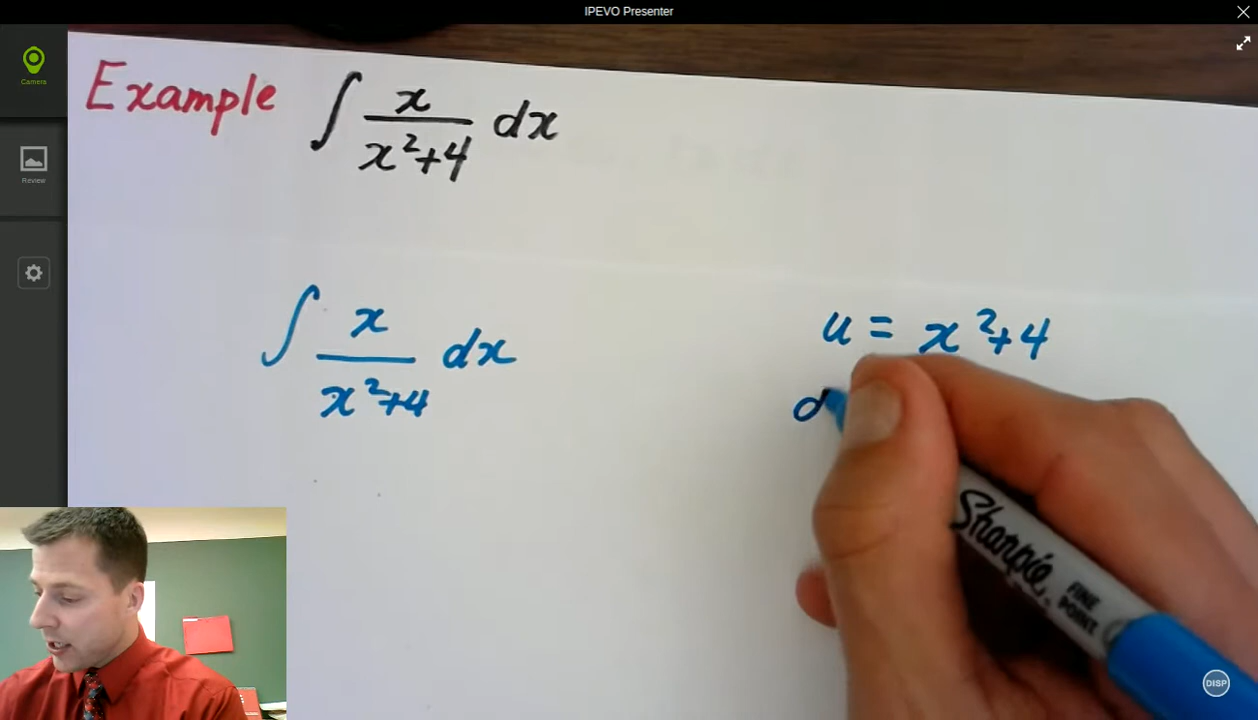 IPEVO Presenter
Camera
Review
Example ∫ x/(x²+4) dx
∫ x/(x²+4) dx
u = x²+4
d
Sharpie
FINE POINT
DISP